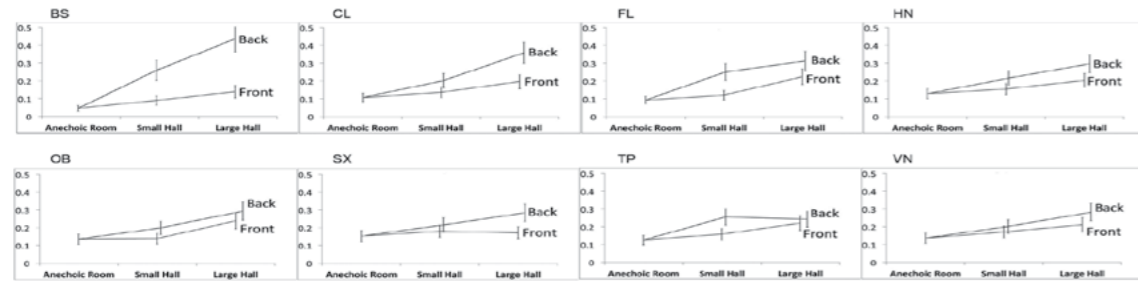 BS CL FL HN
0.5 0.5 0.5 0.5
0.4 Back 0.4 0.4 0.4
0.3 0.3 Back 0.3 Back 0.3 Back
0.2 Front 0.2 Front 0.2 Front 0.2 Front
0.1 0.1 0.1 0.1
0 0 0 0
Anechoic Room Small Hall Large Hall Anechoic Room Small Hall Large Hall Anechoic Room Small Hall Large Hall Anechoic Room Small Hall Large Hall
OB SX TP VN
0.5 0.5 0.5 0.5
0.4 0.4 0.4 0.4
0.3 Back 0.3 Back 0.3 Back 0.3 Back
0.2 Front 0.2 Front 0.2 Front 0.2 Front
0.1 0.1 0.1 0.1
0 0 0 0
Anechoic Room Small Hall Large Hall Anechoic Room Small Hall Large Hall Anechoic Room Small Hall Large Hall Anechoic Room Small Hall Large Hall